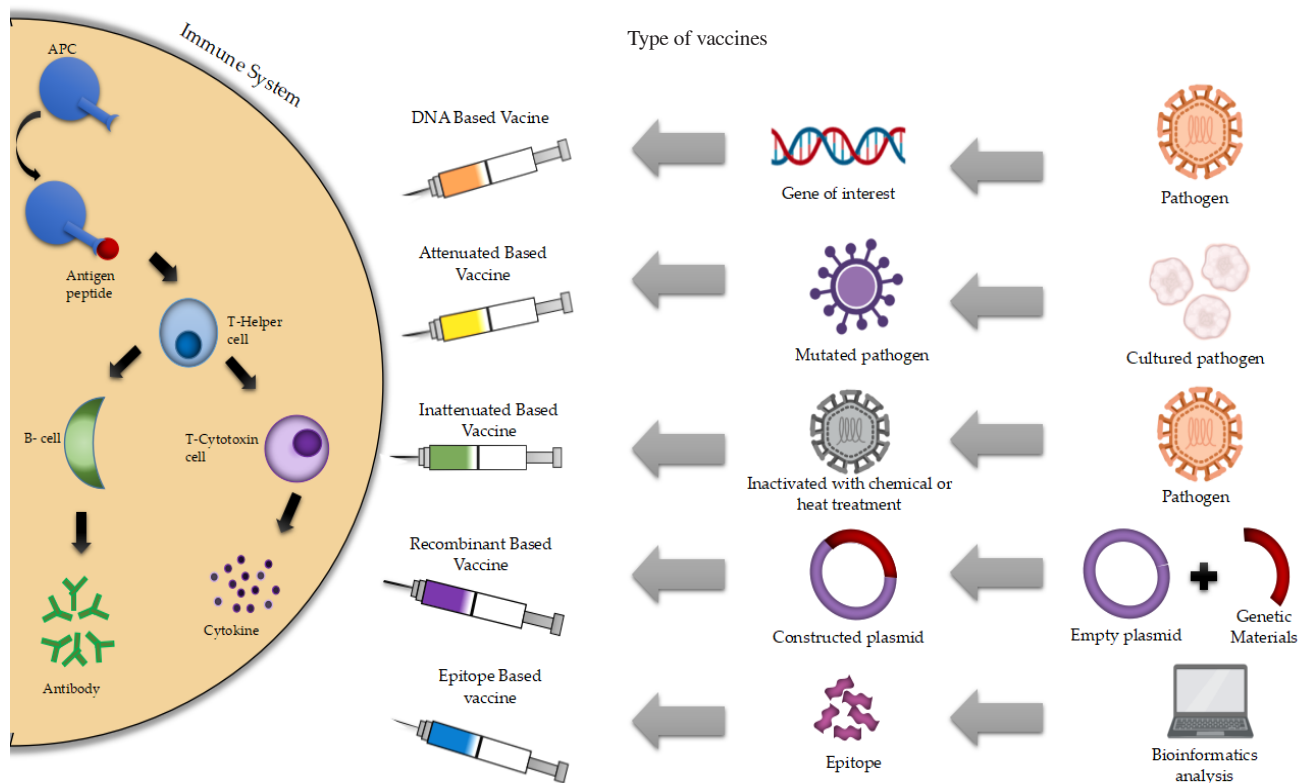 Type of vaccines
Immune System
APC
Antigen
peptide
T-Helper
cell
B- cell
T-Cytotoxin
cell
Cytokine
Antibody
DNA Based Vacine
Gene of interest
Pathogen
Attenuated Based
Vaccine
Mutated pathogen
Cultured pathogen
Inattenuated Based
Vaccine
Inactivated with chemical or
heat treatment
Pathogen
Recombinant Based
Vaccine
Constructed plasmid
Empty plasmid
Genetic
Materials
Epitope Based
vaccine
Epitope
Bioinformatics
analysis